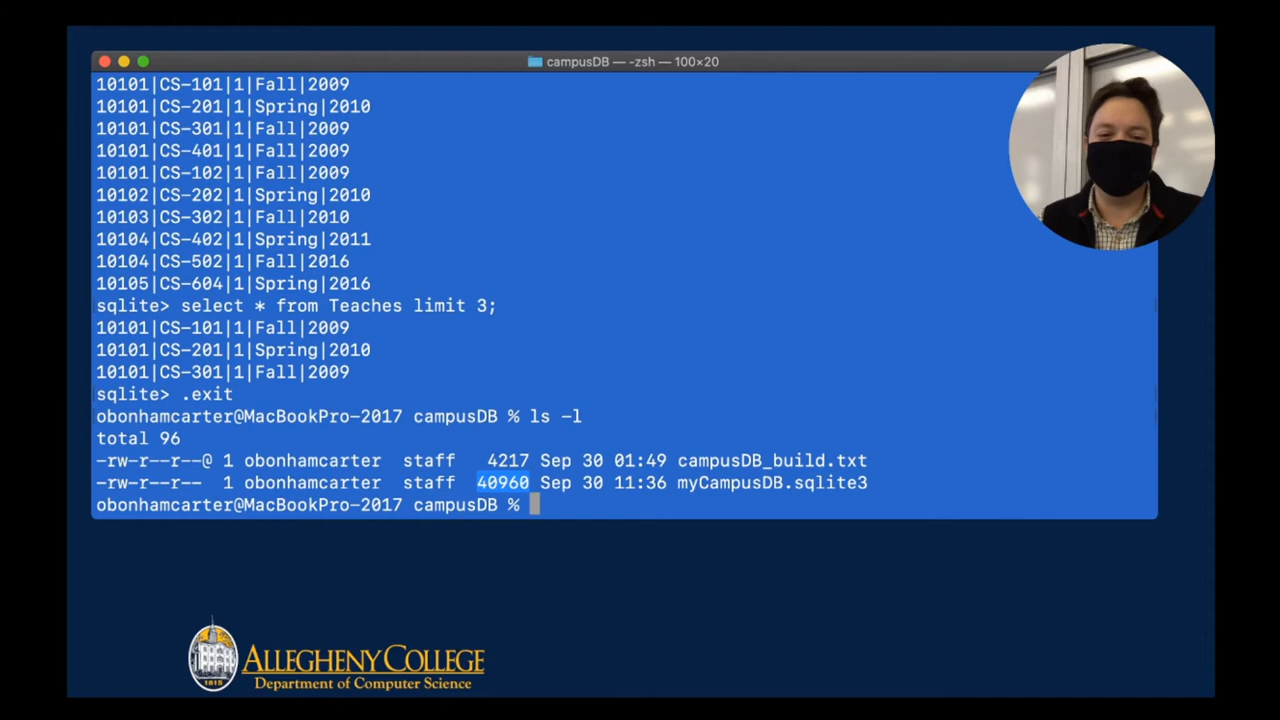 campusDB — -zsh — 100×20
10101|CS-101|1|Fall|2009
10101|CS-201|1|Spring|2010
10101|CS-301|1|Fall|2009
10101|CS-401|1|Fall|2009
10101|CS-102|1|Fall|2009
10102|CS-202|1|Spring|2010
10103|CS-302|1|Fall|2010
10104|CS-402|1|Spring|2011
10104|CS-502|1|Fall|2016
10105|CS-604|1|Spring|2016
sqlite> select * from Teaches limit 3;
10101|CS-101|1|Fall|2009
10101|CS-201|1|Spring|2010
10101|CS-301|1|Fall|2009
sqlite> .exit
obonhamcarter@MacBookPro-2017 campusDB % ls -l
total 96
-rw-r--r--@ 1 obonhamcarter  staff   4217 Sep 30 01:49 campusDB_build.txt
-rw-r--r--  1 obonhamcarter  staff  40960 Sep 30 11:36 myCampusDB.sqlite3
obonhamcarter@MacBookPro-2017 campusDB %
1815
ALLEGHENY COLLEGE
Department of Computer Science